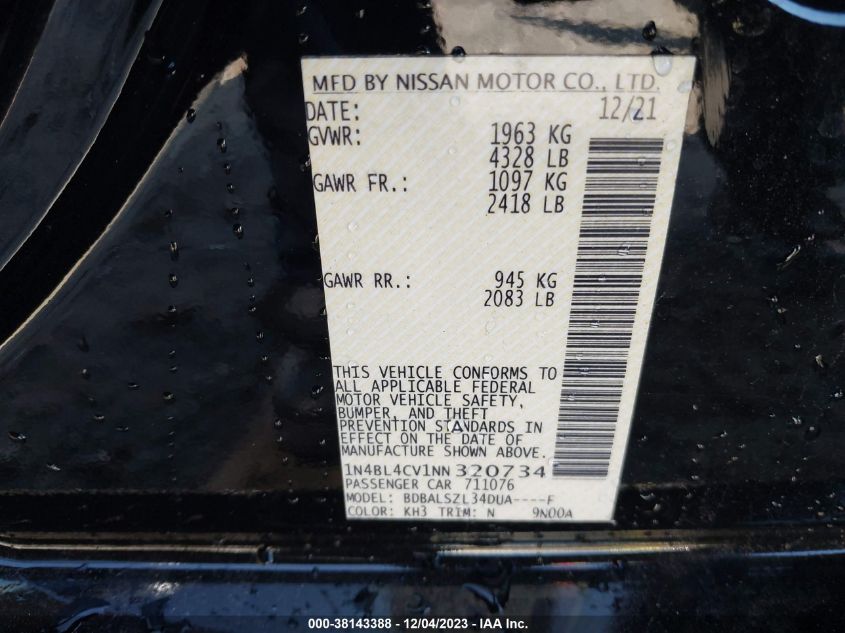 MFD BY NISSAN MOTOR CO., LTD.
DATE: 12/21
GVWR: 1963 KG
4328 LB
GAWR FR.: 1097 KG
2418 LB
GAWR RR.: 945 KG
2083 LB
THIS VEHICLE CONFORMS TO
ALL APPLICABLE FEDERAL
MOTOR VEHICLE SAFETY,
BUMPER, AND THEFT
PREVENTION STANDARDS IN
EFFECT ON THE DATE OF
MANUFACTURE SHOWN ABOVE.
1N4BL4CV1NN320734
PASSENGER CAR 711076
MODEL: BDBALSZL34DUA----F
COLOR: KH3 TRIM: N 9N00A
000-38143388 - 12/04/2023 - IAA Inc.